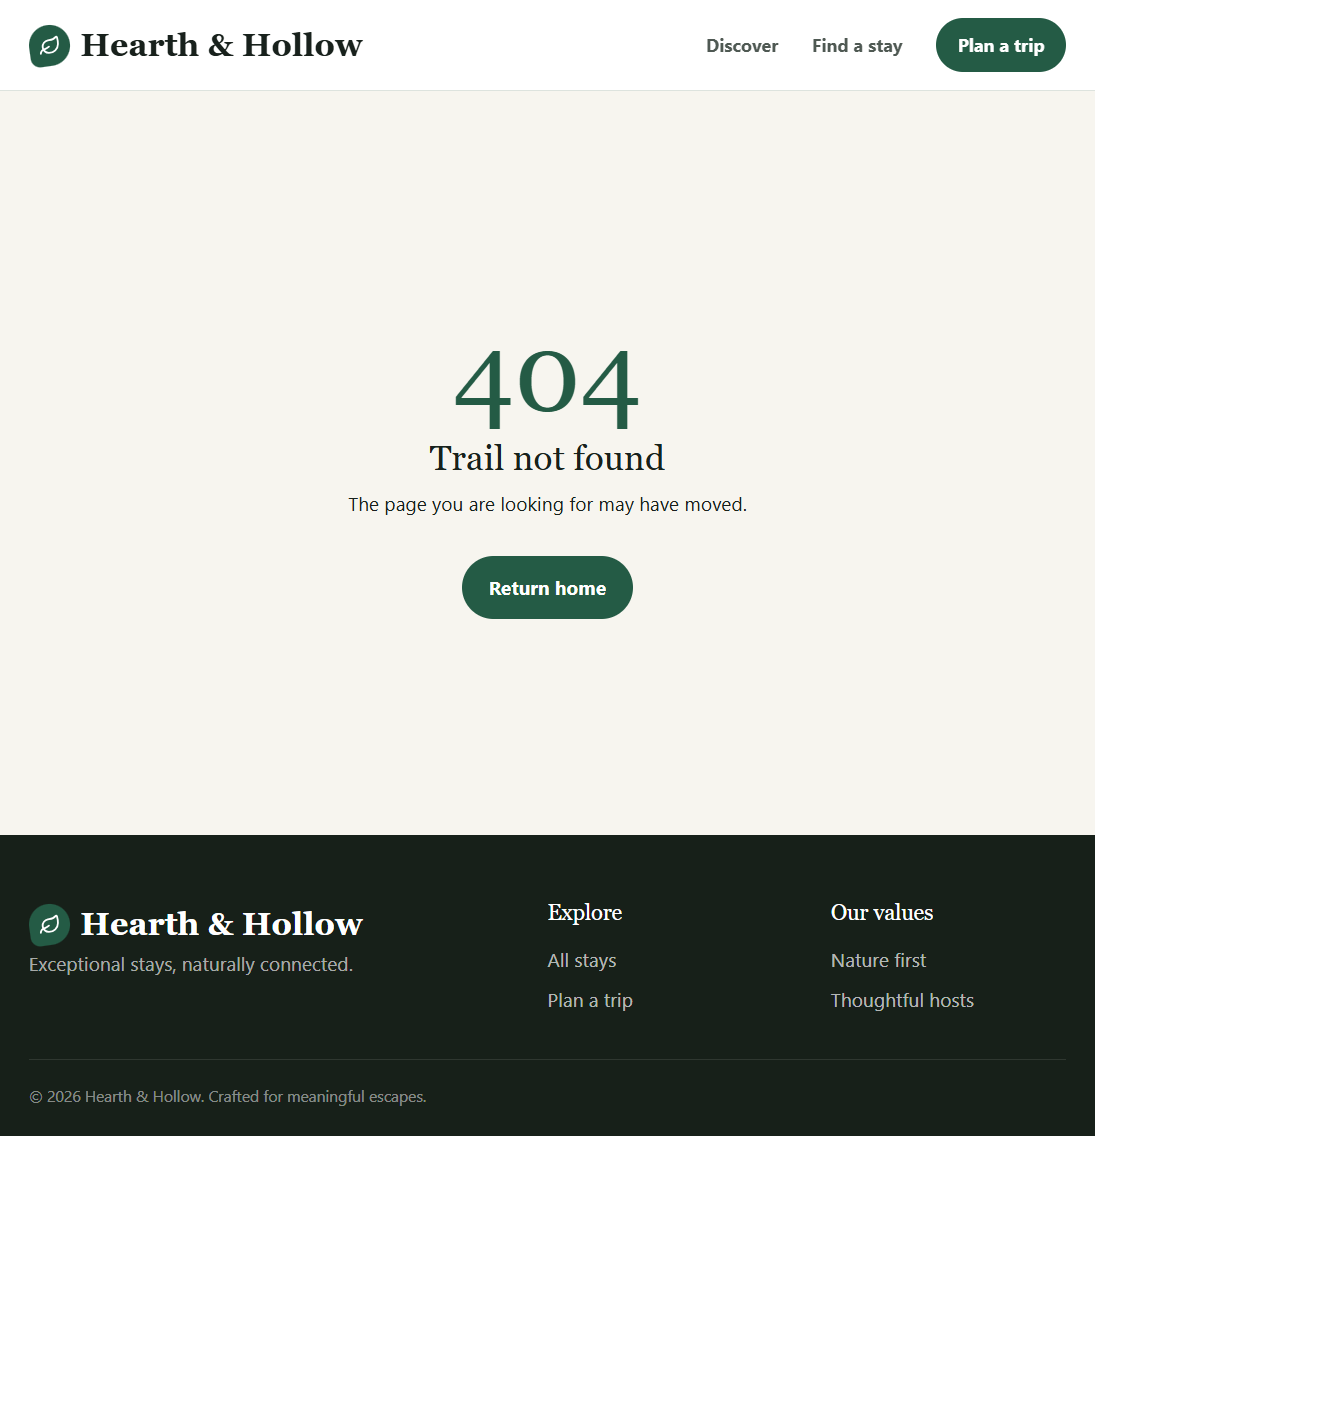 Hearth & Hollow
Discover
Find a stay
Plan a trip
404
Trail not found
The page you are looking for may have moved.
Return home
Hearth & Hollow
Exceptional stays, naturally connected.
Explore
All stays
Plan a trip
Our values
Nature first
Thoughtful hosts
© 2026 Hearth & Hollow. Crafted for meaningful escapes.